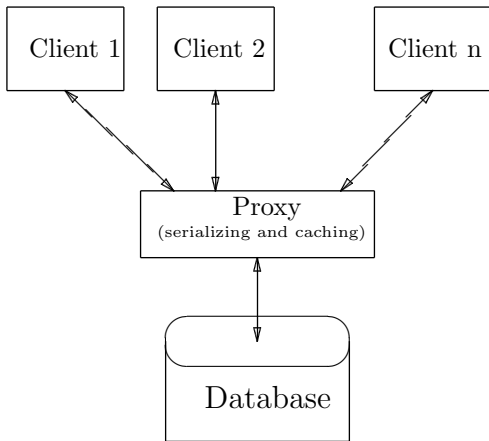 Client 1
Client 2
Client n
Proxy
(serializing and caching)
Database